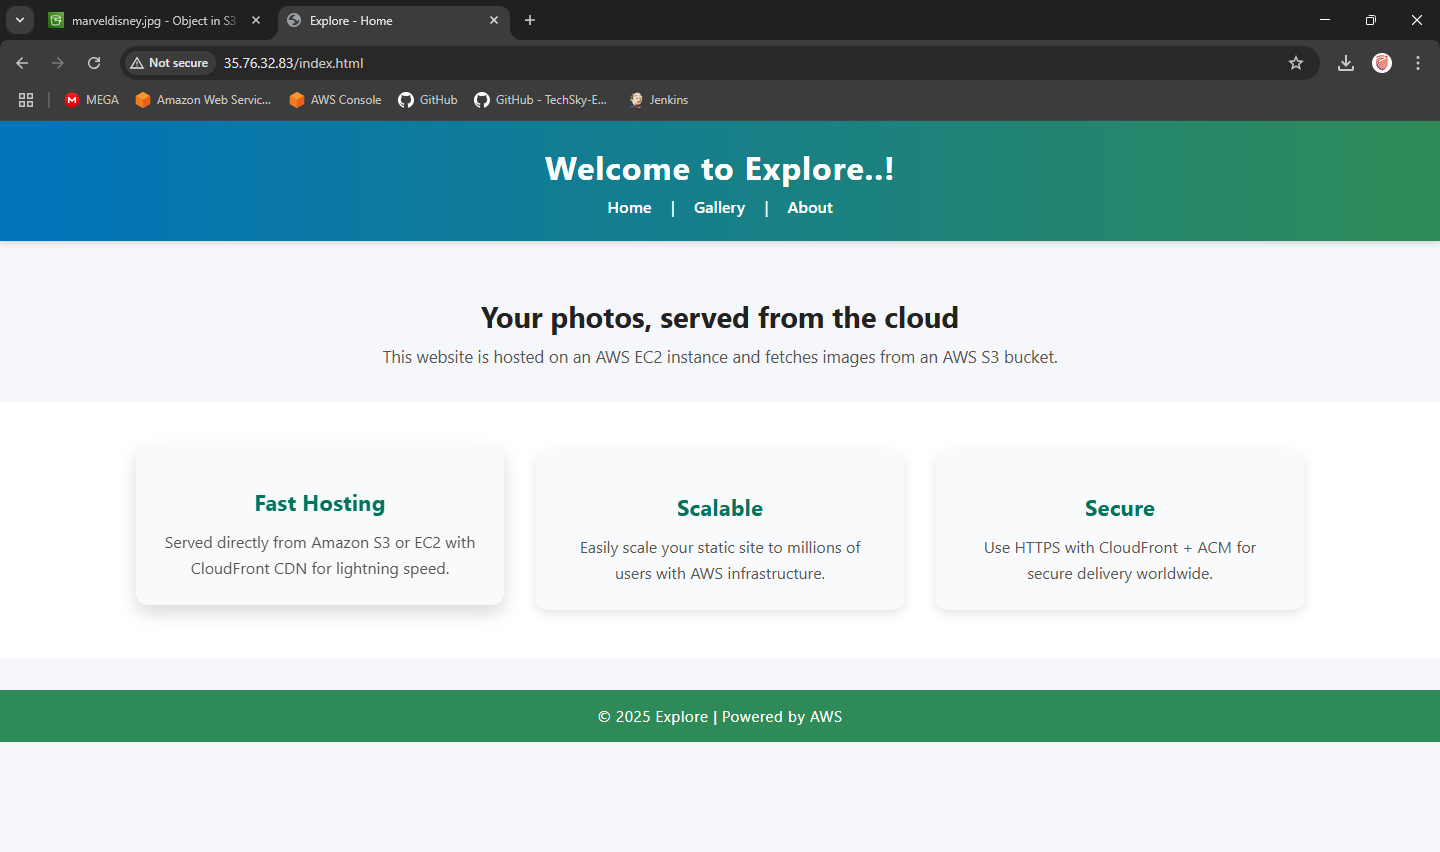 marveldisney.jpg - Object in S3
Explore - Home
Not secure
35.76.32.83/index.html
MEGA
Amazon Web Servic...
AWS Console
GitHub
GitHub - TechSky-E...
Jenkins
Welcome to Explore..!
Home | Gallery | About
Your photos, served from the cloud
This website is hosted on an AWS EC2 instance and fetches images from an AWS S3 bucket.
Fast Hosting
Served directly from Amazon S3 or EC2 with
CloudFront CDN for lightning speed.
Scalable
Easily scale your static site to millions of
users with AWS infrastructure.
Secure
Use HTTPS with CloudFront + ACM for
secure delivery worldwide.
© 2025 Explore | Powered by AWS